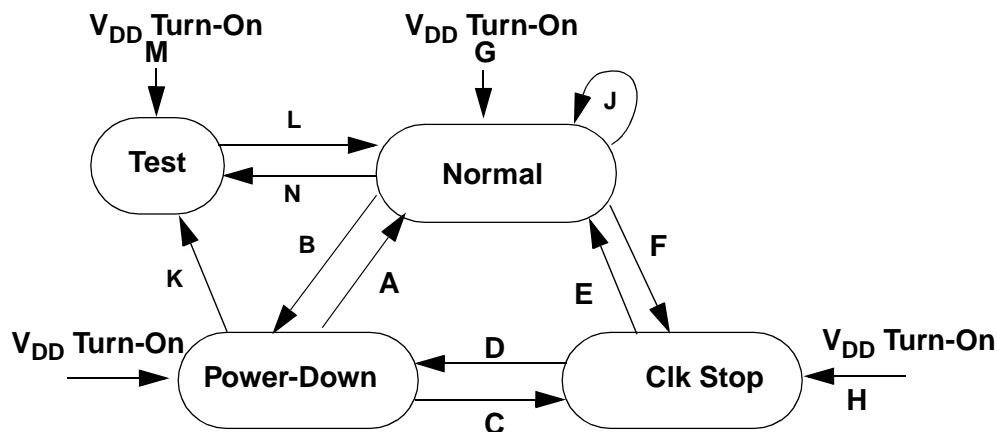 VDD Turn-On
M
VDD Turn-On
G
J
L
Test
Normal
N
B
F
K
A
E
VDD Turn-On
D
VDD Turn-On
Power-Down
Clk Stop
H
C